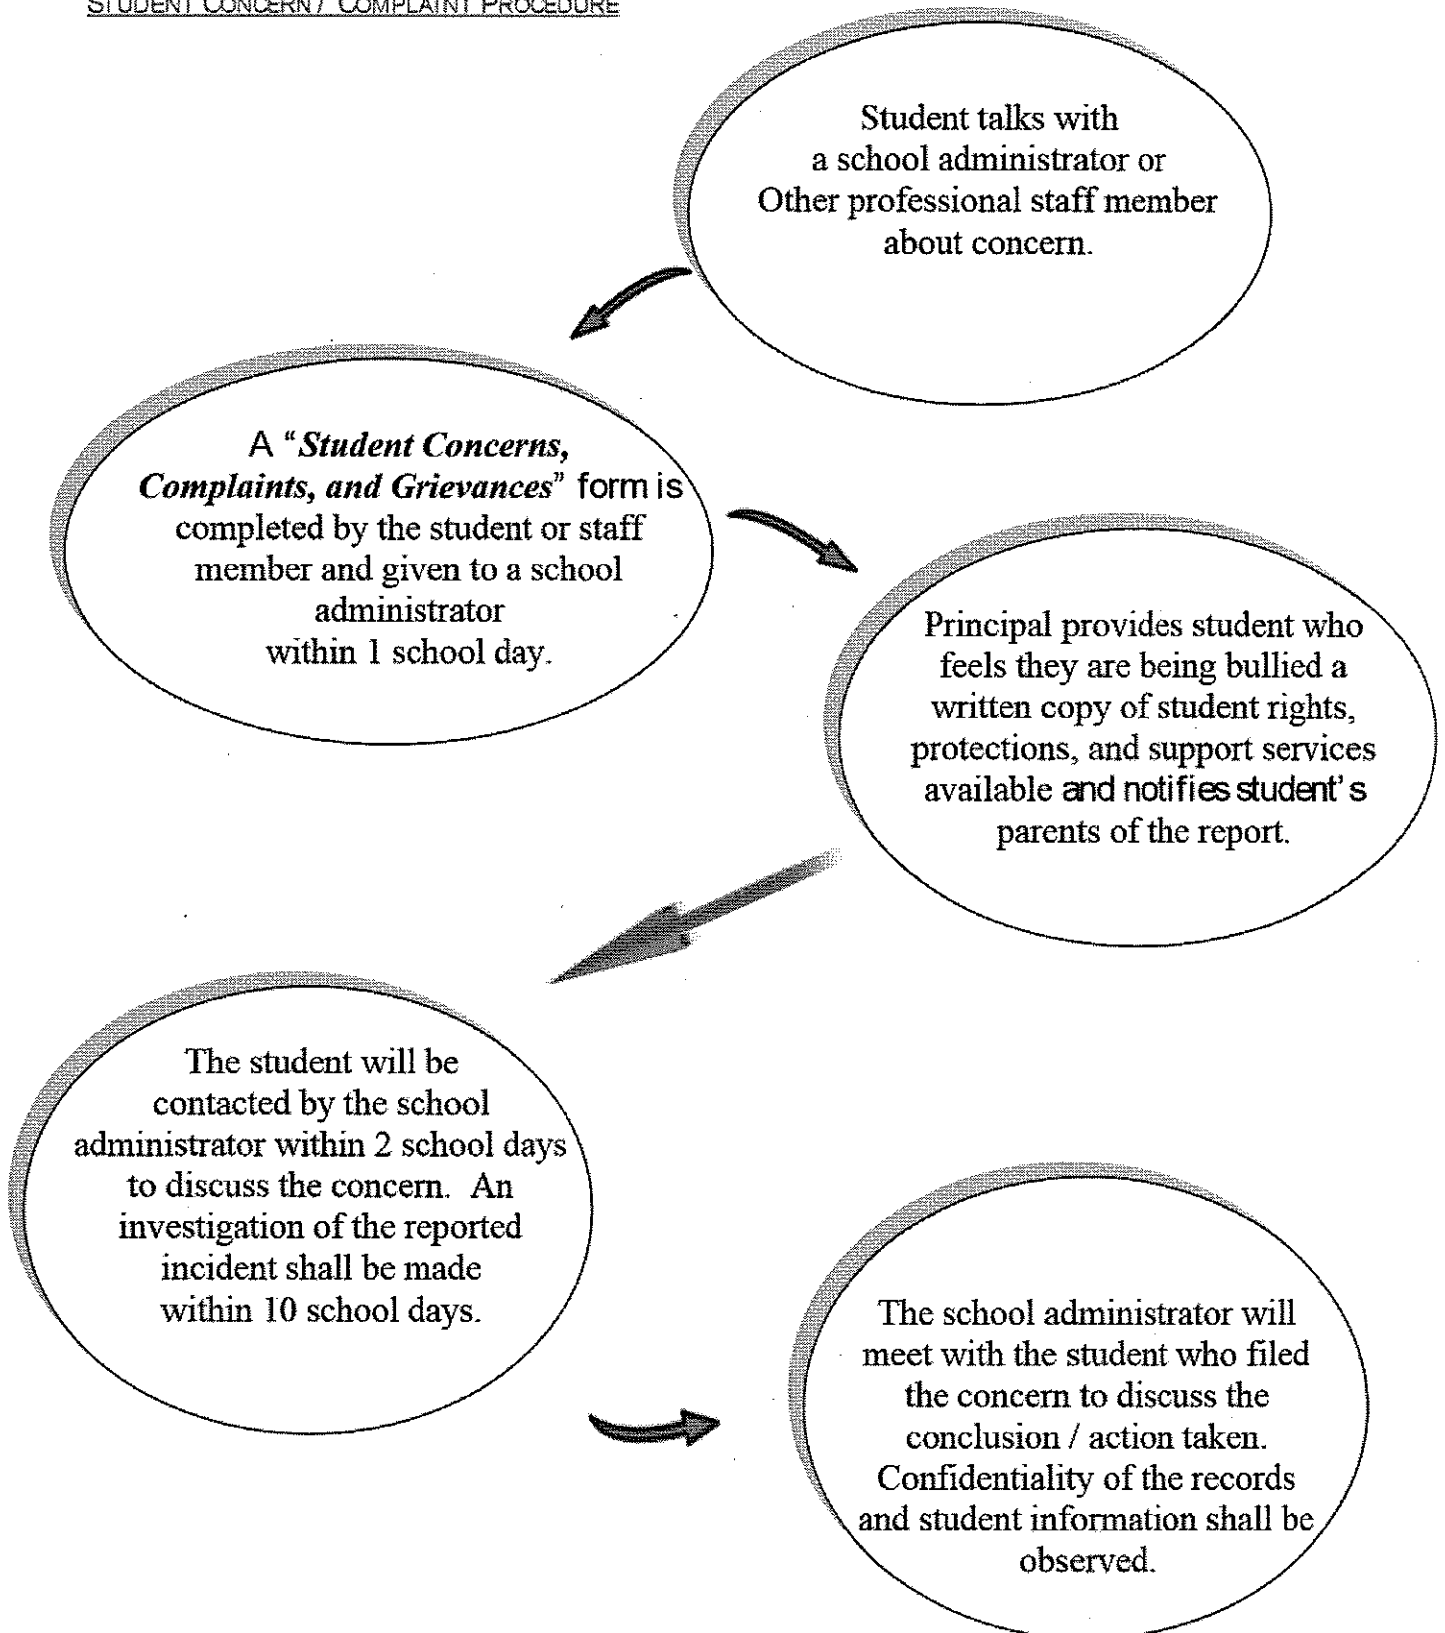 STUDENT CONCERN / COMPLAINT PROCEDURE
Student talks with
a school administrator or
Other professional staff member
about concern.
A “Student Concerns,
Complaints, and Grievances” form is
completed by the student or staff
member and given to a school
administrator
within 1 school day.
Principal provides student who
feels they are being bullied a
written copy of student rights,
protections, and support services
available and notifies student's
parents of the report.
The student will be
contacted by the school
administrator within 2 school days
to discuss the concern. An
investigation of the reported
incident shall be made
within 10 school days.
The school administrator will
meet with the student who filed
the concern to discuss the
conclusion / action taken.
Confidentiality of the records
and student information shall be
observed.